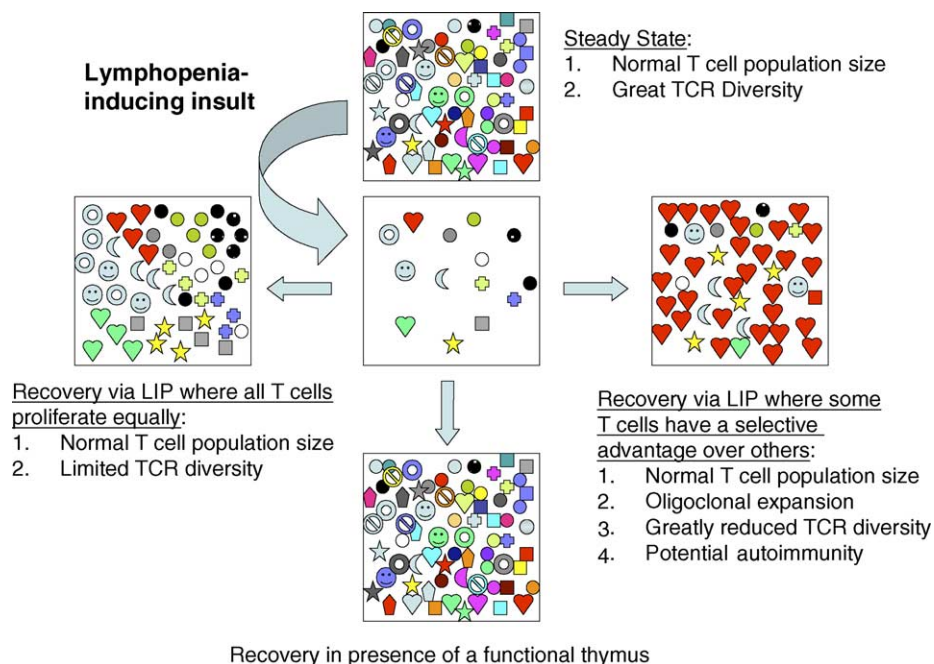 Lymphopenia-
inducing insult
Steady State:
1. Normal T cell population size
2. Great TCR Diversity
Recovery via LIP where all T cells
proliferate equally:
1. Normal T cell population size
2. Limited TCR diversity
Recovery via LIP where some
T cells have a selective
advantage over others:
1. Normal T cell population size
2. Oligoclonal expansion
3. Greatly reduced TCR diversity
4. Potential autoimmunity
Recovery in presence of a functional thymus